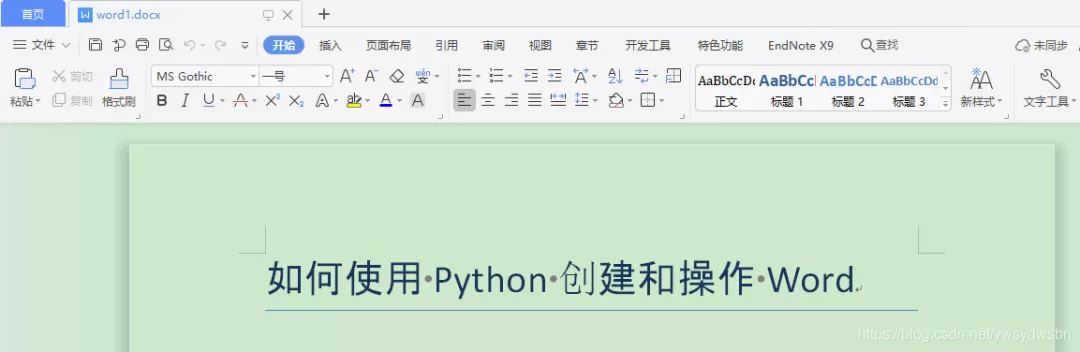 首页 word1.docx
文件 开始 插入 页面布局 引用 审阅 视图 章节 开发工具 特色功能 EndNote X9 查找 未同步
粘贴 剪切 复制 格式刷 MS Gothic 一号 wén B I U A X² X₂ A ab A A AaBbCcDd 正文 AaBbCc 标题 1 AaBbCcD 标题 2 AaBbCcDd 标题 3 新样式 文字工具
如何使用·Python·创建和操作·Word
https://blog.csdn.net/ywsydwsbn